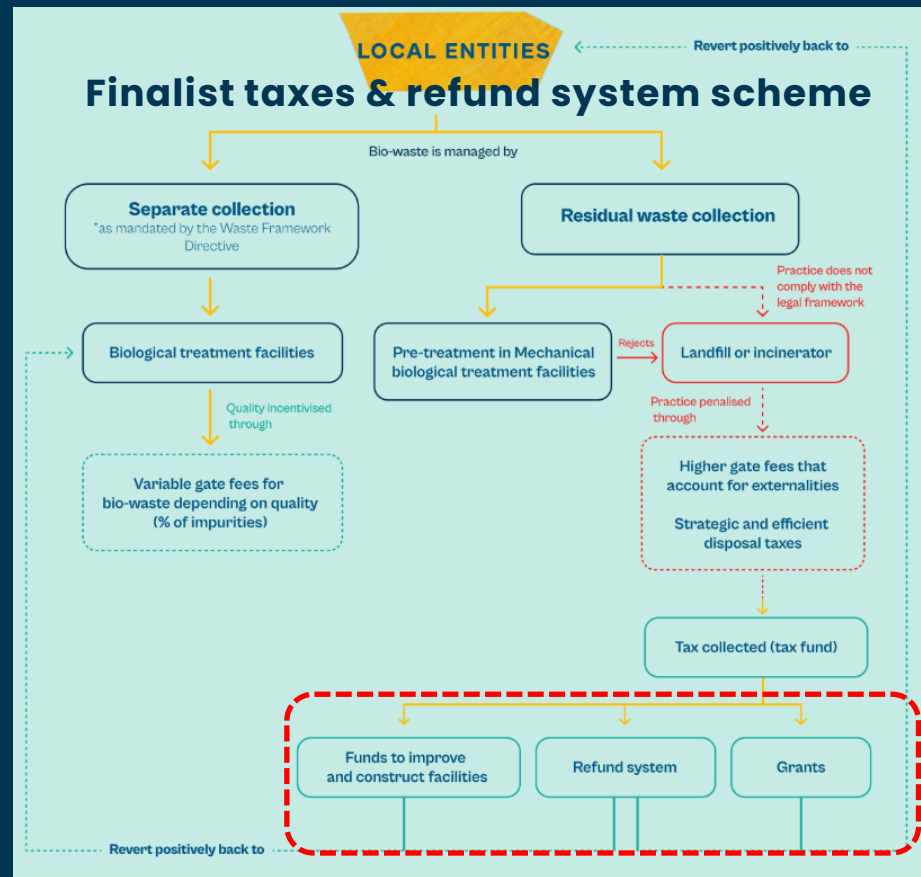 LOCAL ENTITIES
Revert positively back to
Finalist taxes & refund system scheme
Bio-waste is managed by
Separate collection
"as mandated by the Waste Framework
Directive
Residual waste collection
Practice does not
comply with the
legal framework
Biological treatment facilities
Pre-treatment in Mechanical
biological treatment facilities
Rejects
Landfill or incinerator
Quality incentivised
through
Practice penalised
through
Variable gate fees for
bio-waste depending on quality
(% of impurities)
Higher gate fees that
account for externalities
Strategic and efficient
disposal taxes
Tax collected (tax fund)
Funds to improve
and construct facilities
Refund system
Grants
Revert positively back to